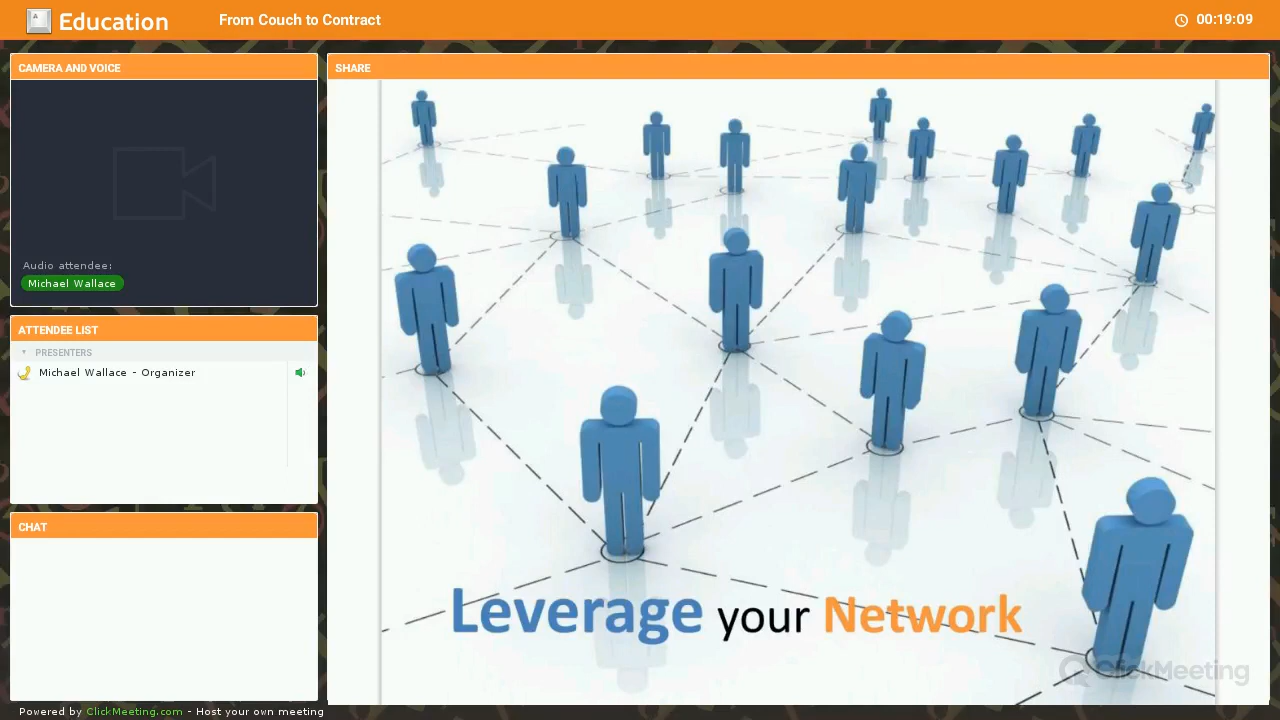 A
Education
From Couch to Contract
00:19:09
CAMERA AND VOICE
Audio attendee:
Michael Wallace
ATTENDEE LIST
PRESENTERS
Michael Wallace - Organizer
CHAT
Powered by ClickMeeting.com - Host your own meeting
SHARE
Leverage your Network
ClickMeeting